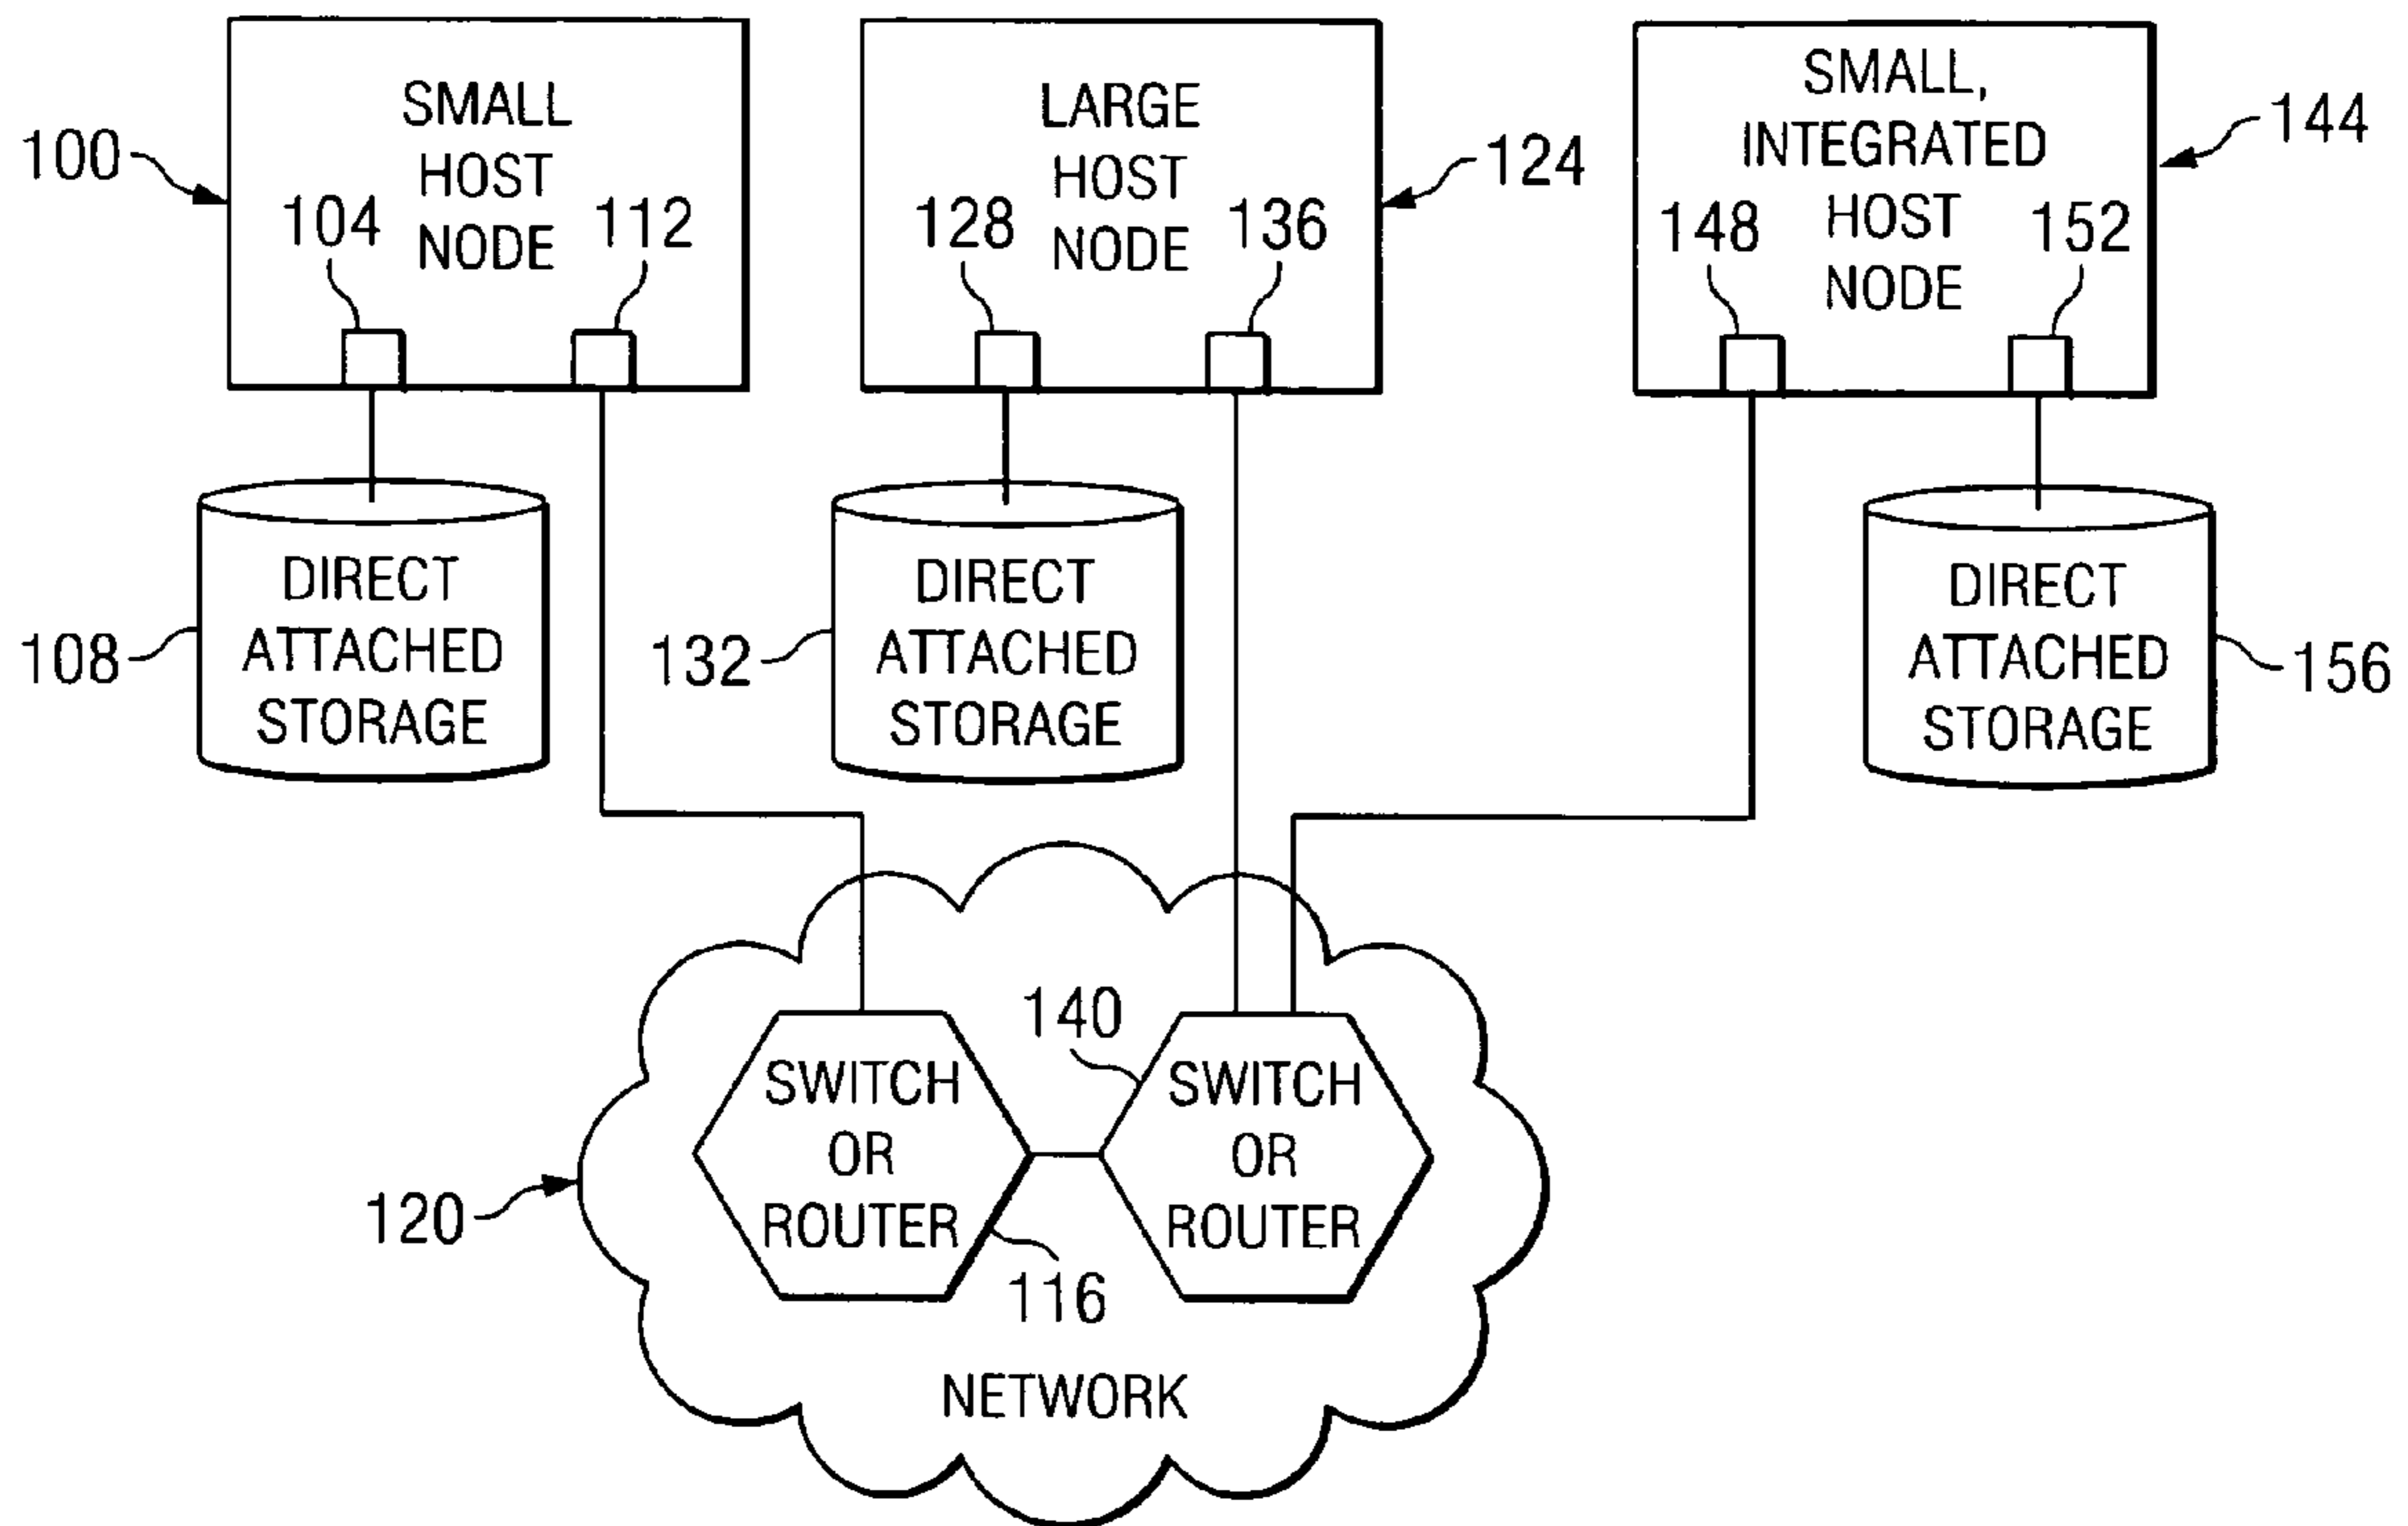 SMALL
HOST
NODE
100
104
112
LARGE
HOST
NODE
124
128
136
SMALL,
INTEGRATED
HOST
NODE
144
148
152
DIRECT
ATTACHED
STORAGE
108
DIRECT
ATTACHED
STORAGE
132
DIRECT
ATTACHED
STORAGE
156
140
SWITCH
OR
ROUTER
SWITCH
OR
ROUTER
120
116
NETWORK